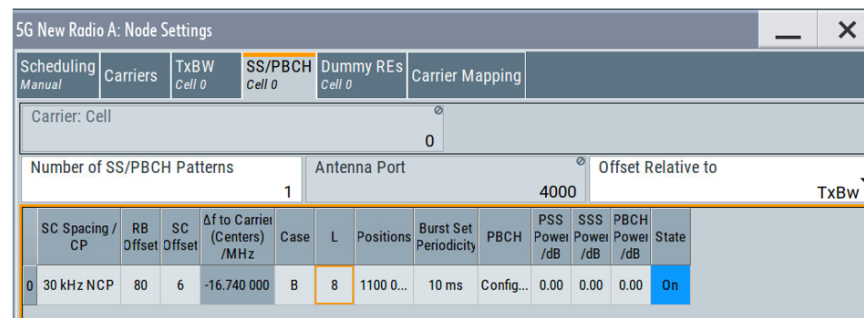 5G New Radio A: Node Settings
Scheduling Carriers TxBW SS/PBCH Dummy REs Carrier Mapping
Manual Cell 0 Cell 0 Cell 0
Carrier: Cell
0
Number of SS/PBCH Patterns Antenna Port Offset Relative to
1 4000 TxBw
SC Spacing / RB SC Δf to Carrier Case L Positions Burst Set PBCH PSS SSS PBCH State
CP Offset Offset (Centers) Periodicity Power Power Power
/MHz /dB /dB /dB
0 30 kHz NCP 80 6 -16.740 000 B 8 1100 0... 10 ms Config... 0.00 0.00 0.00 On